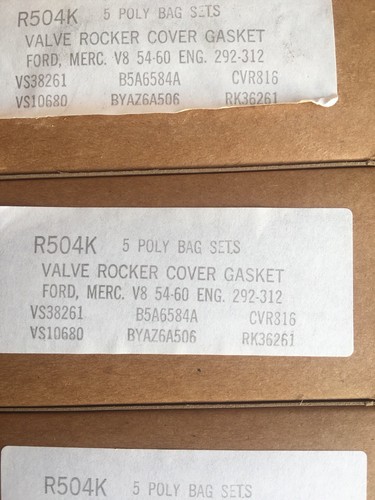 R504K 5 POLY BAG SETS
VALVE ROCKER COVER GASKET
FORD, MERC. V8 54-60 ENG. 292-312
VS38261 B5A6584A CVR816
VS10680 BYAZ6A506 RK36261
R504K 5 POLY BAG SETS
VALVE ROCKER COVER GASKET
FORD, MERC. V8 54-60 ENG. 292-312
VS38261 B5A6584A CVR816
VS10680 BYAZ6A506 RK36261
R504K 5 POLY BAG SETS